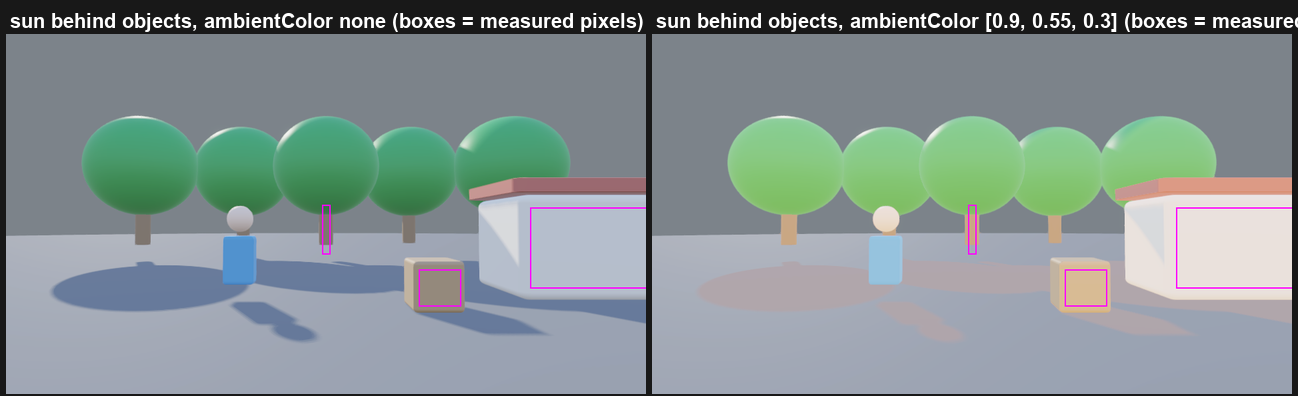 sun behind objects, ambientColor none (boxes = measured pixels)
sun behind objects, ambientColor [0.9, 0.55, 0.3] (boxes = measured